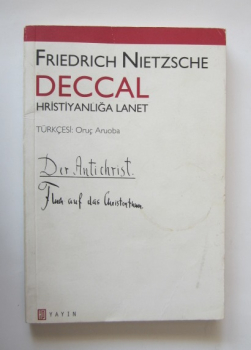 FRIEDRICH NIETZSCHE
DECCAL
HRİSTİYANLIĞA LANET
TÜRKÇESİ: Oruç Aruoba
Der Antichrist.
Fluch auf das Christenthum.
YAYIN